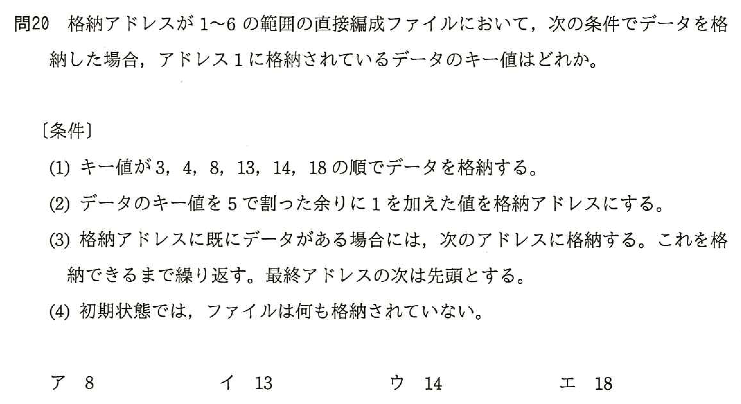 問20 格納アドレスが1～6の範囲の直接編成ファイルにおいて，次の条件でデータを格
納した場合，アドレス1に格納されているデータのキー値はどれか。
〔条件〕
(1) キー値が3，4，8，13，14，18の順でデータを格納する。
(2) データのキー値を5で割った余りに1を加えた値を格納アドレスにする。
(3) 格納アドレスに既にデータがある場合には，次のアドレスに格納する。これを格
納できるまで繰り返す。最終アドレスの次は先頭とする。
(4) 初期状態では，ファイルは何も格納されていない。
ア 8 イ 13 ウ 14 エ 18